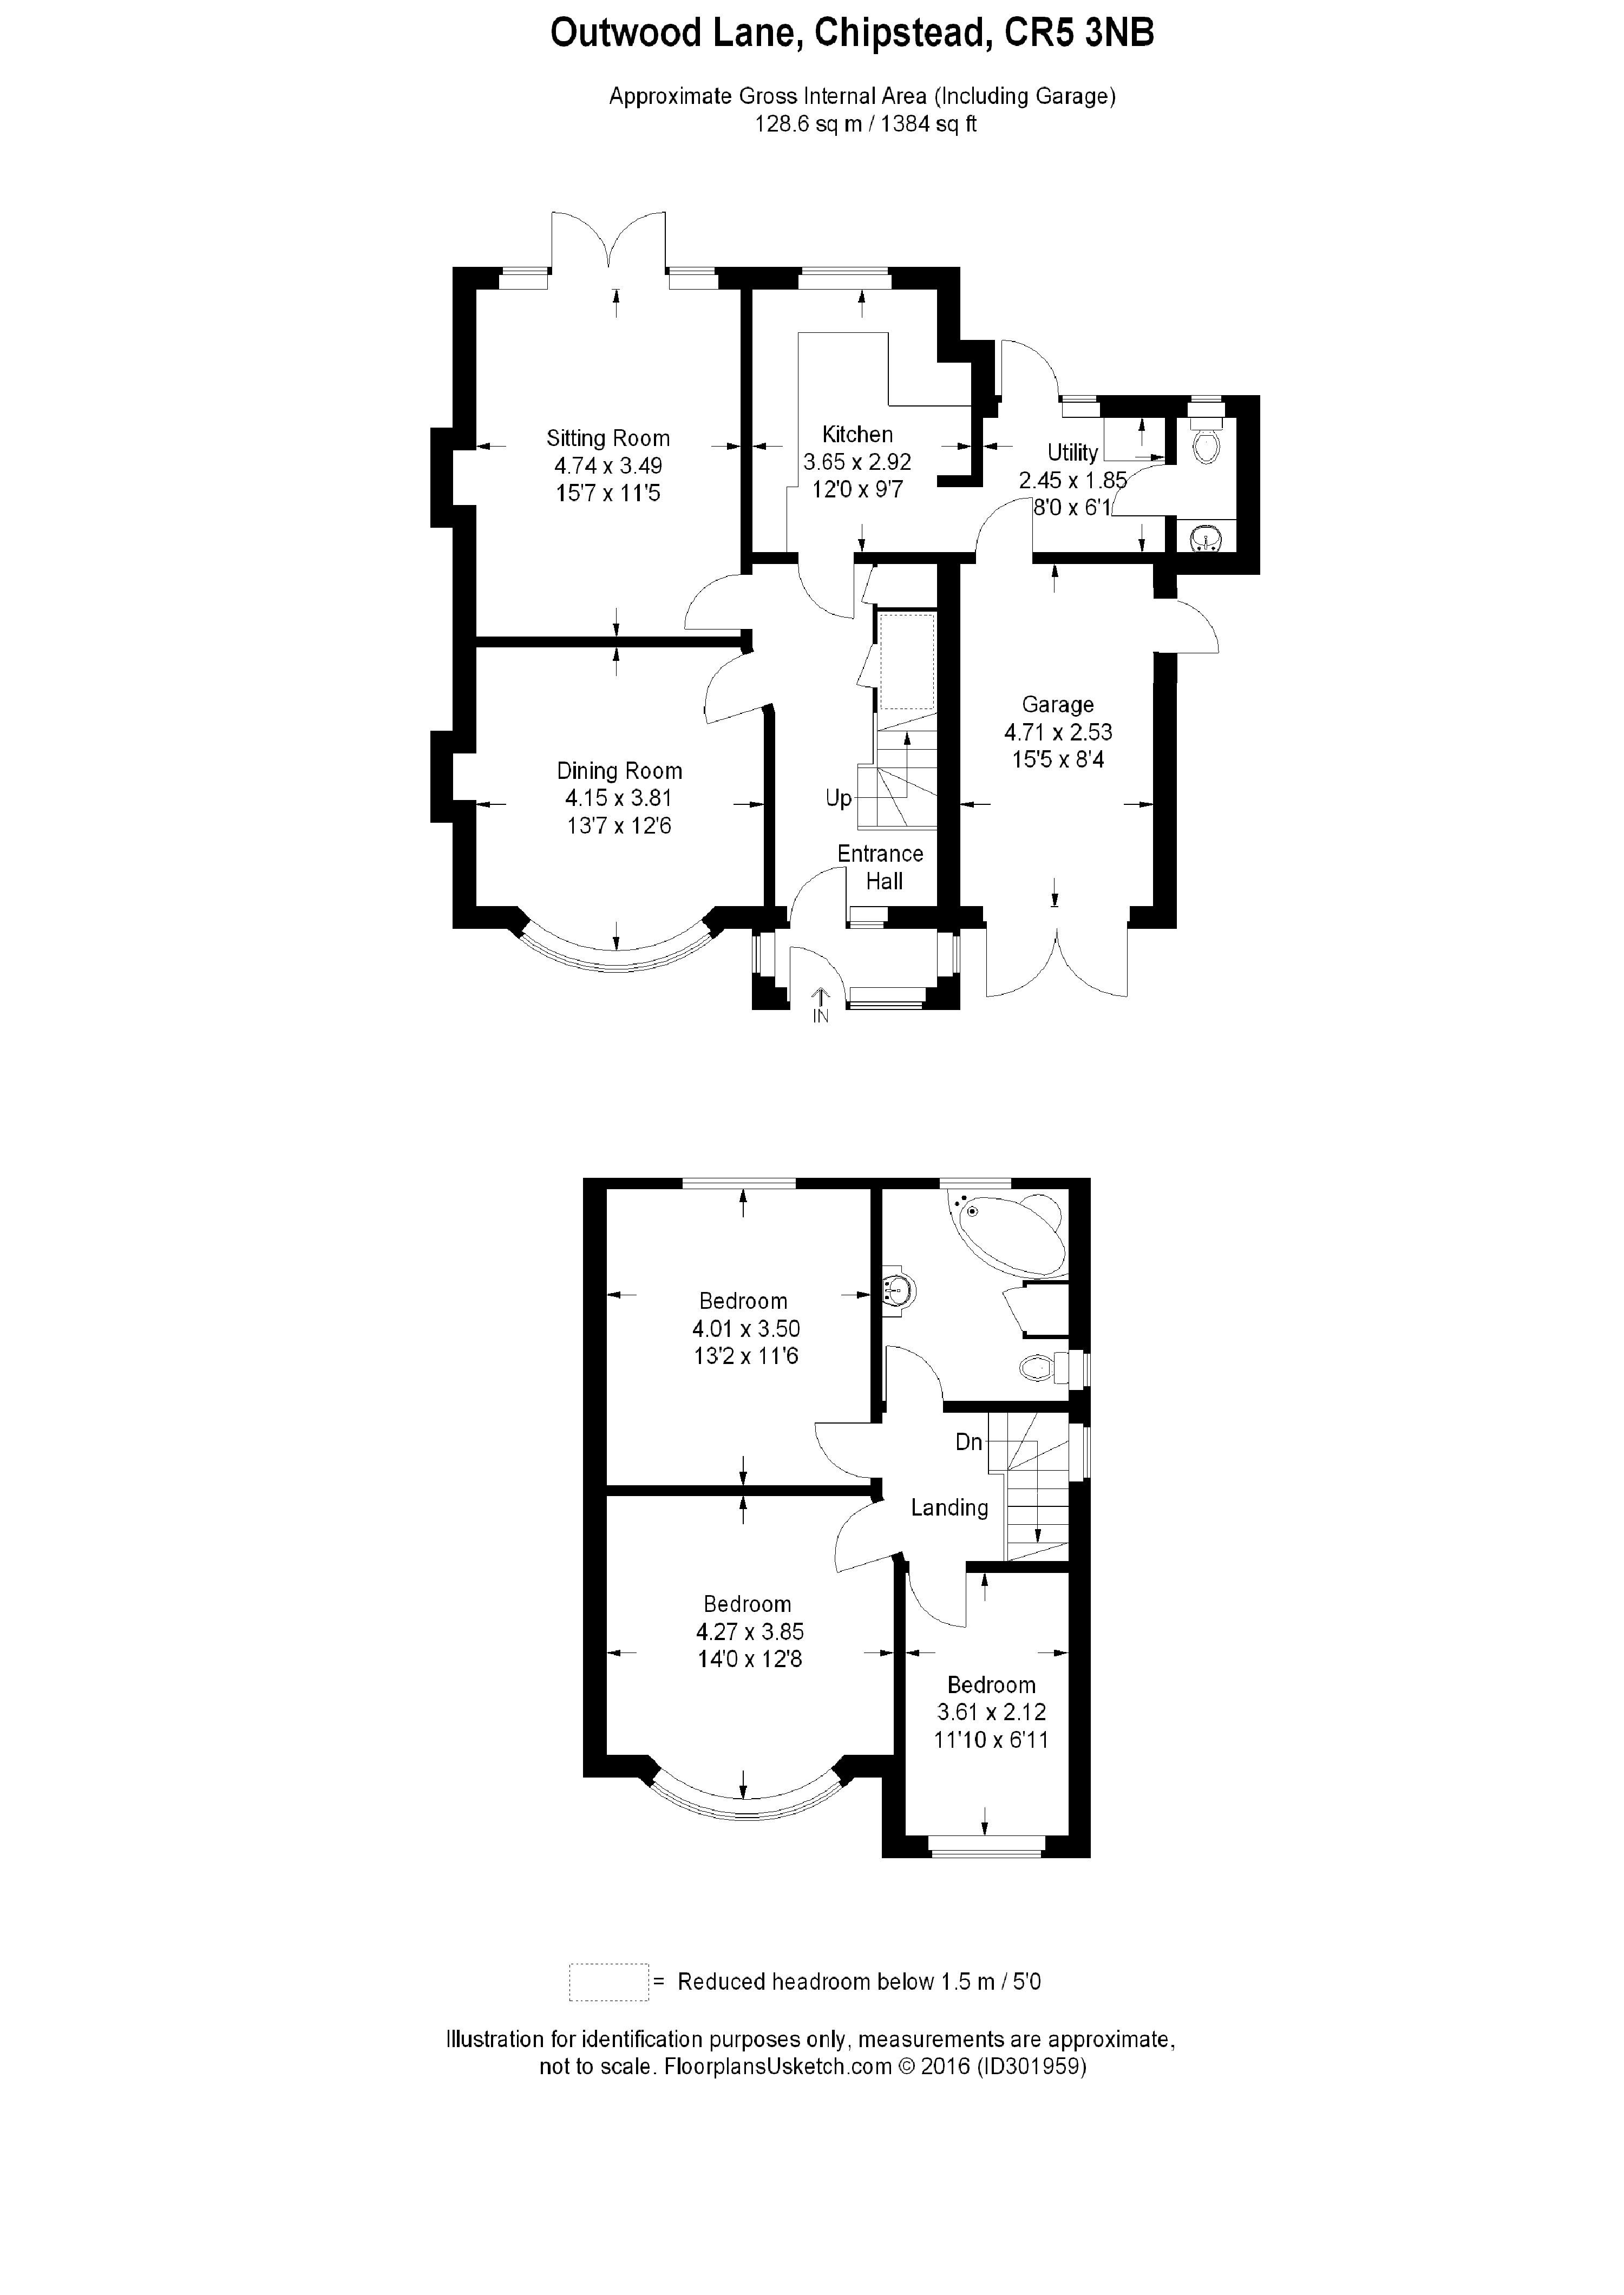 Outwood Lane, Chipstead, CR5 3NB
Approximate Gross Internal Area (Including Garage)
128.6 sq m / 1384 sq ft
Sitting Room
4.74 x 3.49
15'7 x 11'5
Kitchen
3.65 x 2.92
12'0 x 9'7
Utility
2.45 x 1.85
8'0 x 6'1
Garage
4.71 x 2.53
15'5 x 8'4
Dining Room
4.15 x 3.81
13'7 x 12'6
Up
Entrance
Hall
IN
Bedroom
4.01 x 3.50
13'2 x 11'6
Dn
Landing
Bedroom
4.27 x 3.85
14'0 x 12'8
Bedroom
3.61 x 2.12
11'10 x 6'11
= Reduced headroom below 1.5 m / 5'0
Illustration for identification purposes only, measurements are approximate,
not to scale. FloorplansUsketch.com © 2016 (ID301959)